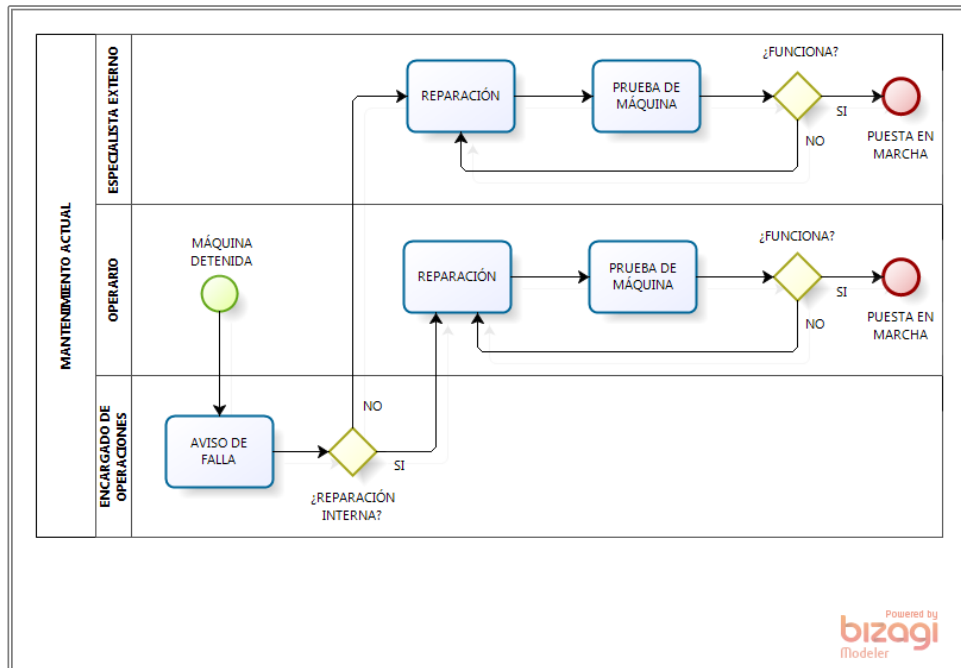 MANTENIMIENTO ACTUAL
ESPECIALISTA EXTERNO
REPARACIÓN
PRUEBA DE
MÁQUINA
¿FUNCIONA?
SI
NO
PUESTA EN
MARCHA
OPERARIO
MÁQUINA
DETENIDA
REPARACIÓN
PRUEBA DE
MÁQUINA
¿FUNCIONA?
SI
NO
PUESTA EN
MARCHA
ENCARGADO DE
OPERACIONES
AVISO DE
FALLA
NO
SI
¿REPARACIÓN
INTERNA?
Powered by
bizagi
Modeler